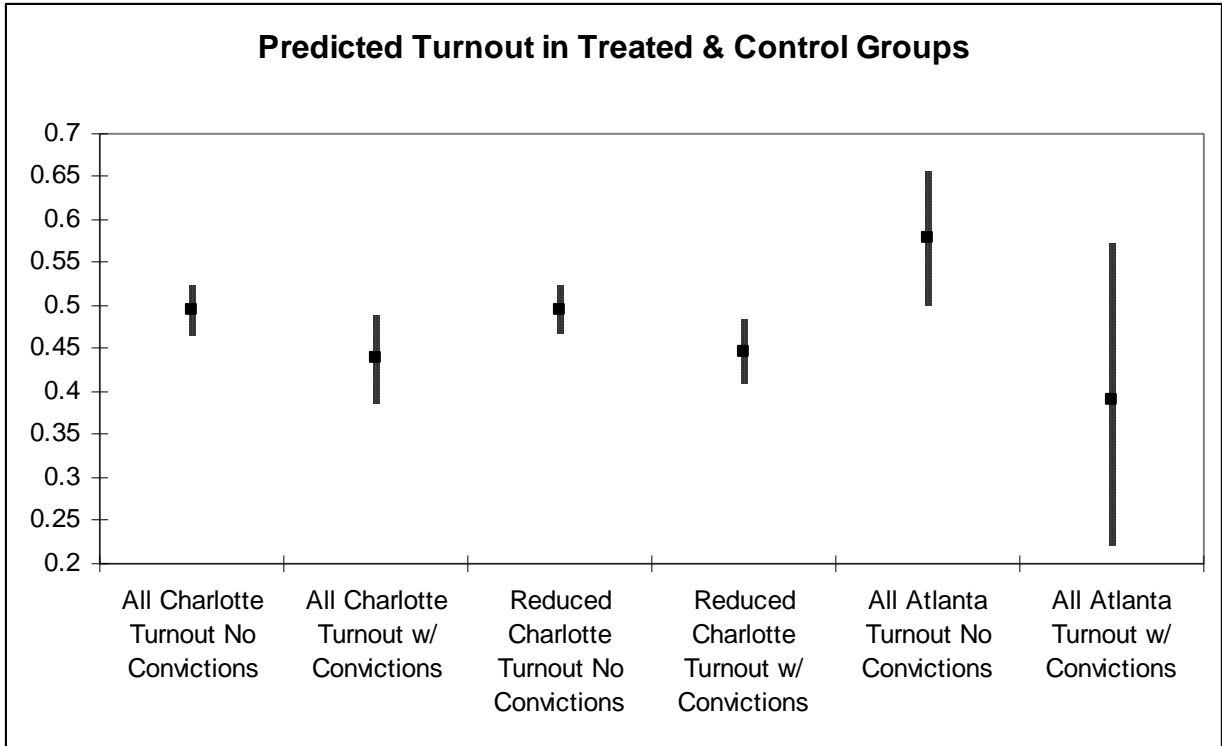 Predicted Turnout in Treated & Control Groups
0.7
0.65
0.6
0.55
0.5
0.45
0.4
0.35
0.3
0.25
0.2
All Charlotte
Turnout No
Convictions
All Charlotte
Turnout w/
Convictions
Reduced
Charlotte
Turnout No
Convictions
Reduced
Charlotte
Turnout w/
Convictions
All Atlanta
Turnout No
Convictions
All Atlanta
Turnout w/
Convictions